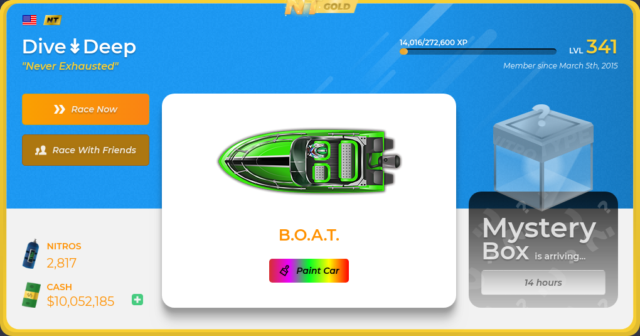 NT GOLD
NT
Dive↡Deep
"Never Exhausted"
14,016/272,600 XP
LVL 341
Member since March 5th, 2015
Race Now
Race With Friends
B.O.A.T.
Paint Car
NITROS
2,817
CASH
$10,052,185
?
Mystery
Box is arriving...
14 hours